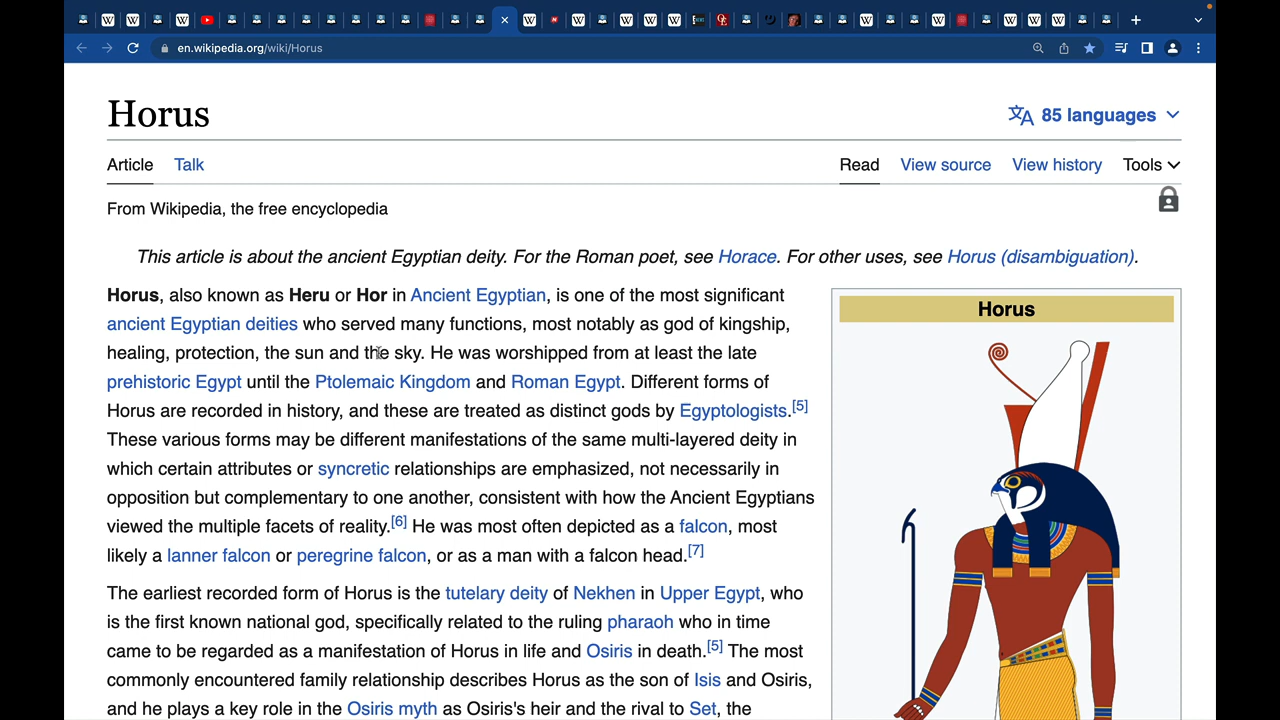 en.wikipedia.org/wiki/Horus
Horus
85 languages
Article Talk Read View source View history Tools
From Wikipedia, the free encyclopedia
This article is about the ancient Egyptian deity. For the Roman poet, see Horace. For other uses, see Horus (disambiguation).
Horus, also known as Heru or Hor in Ancient Egyptian, is one of the most significant
ancient Egyptian deities who served many functions, most notably as god of kingship,
healing, protection, the sun and the sky. He was worshipped from at least the late
prehistoric Egypt until the Ptolemaic Kingdom and Roman Egypt. Different forms of
Horus are recorded in history, and these are treated as distinct gods by Egyptologists.[5]
These various forms may be different manifestations of the same multi-layered deity in
which certain attributes or syncretic relationships are emphasized, not necessarily in
opposition but complementary to one another, consistent with how the Ancient Egyptians
viewed the multiple facets of reality.[6] He was most often depicted as a falcon, most
likely a lanner falcon or peregrine falcon, or as a man with a falcon head.[7]
The earliest recorded form of Horus is the tutelary deity of Nekhen in Upper Egypt, who
is the first known national god, specifically related to the ruling pharaoh who in time
came to be regarded as a manifestation of Horus in life and Osiris in death.[5] The most
commonly encountered family relationship describes Horus as the son of Isis and Osiris,
and he plays a key role in the Osiris myth as Osiris's heir and the rival to Set, the
Horus